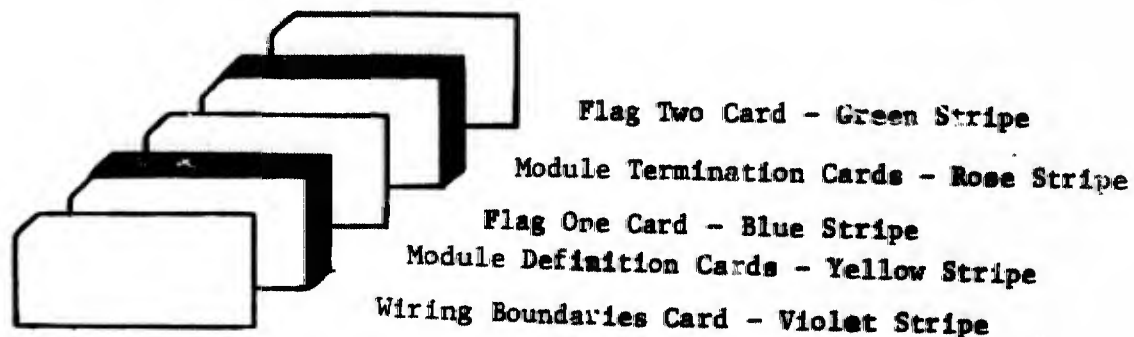 Flag Two Card - Green Stripe
Module Termination Cards - Rose Stripe
Flag One Card - Blue Stripe
Module Definition Cards - Yellow Stripe
Wiring Boundaries Card - Violet Stripe